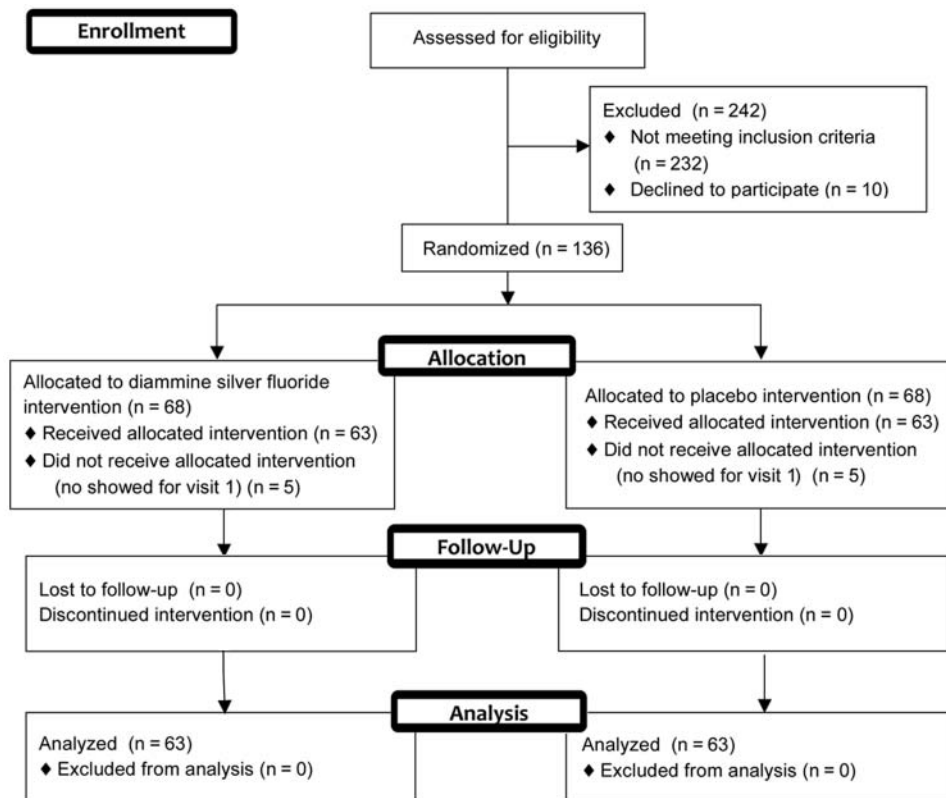 Enrollment
Assessed for eligibility
Excluded (n = 242)
♦ Not meeting inclusion criteria
(n = 232)
♦ Declined to participate (n = 10)
Randomized (n = 136)
Allocation
Allocated to diammine silver fluoride
intervention (n = 68)
♦ Received allocated intervention (n = 63)
♦ Did not receive allocated intervention
(no showed for visit 1) (n = 5)
Allocated to placebo intervention (n = 68)
♦ Received allocated intervention (n = 63)
♦ Did not receive allocated intervention
(no showed for visit 1) (n = 5)
Follow-Up
Lost to follow-up (n = 0)
Discontinued intervention (n = 0)
Lost to follow-up (n = 0)
Discontinued intervention (n = 0)
Analysis
Analyzed (n = 63)
♦ Excluded from analysis (n = 0)
Analyzed (n = 63)
♦ Excluded from analysis (n = 0)